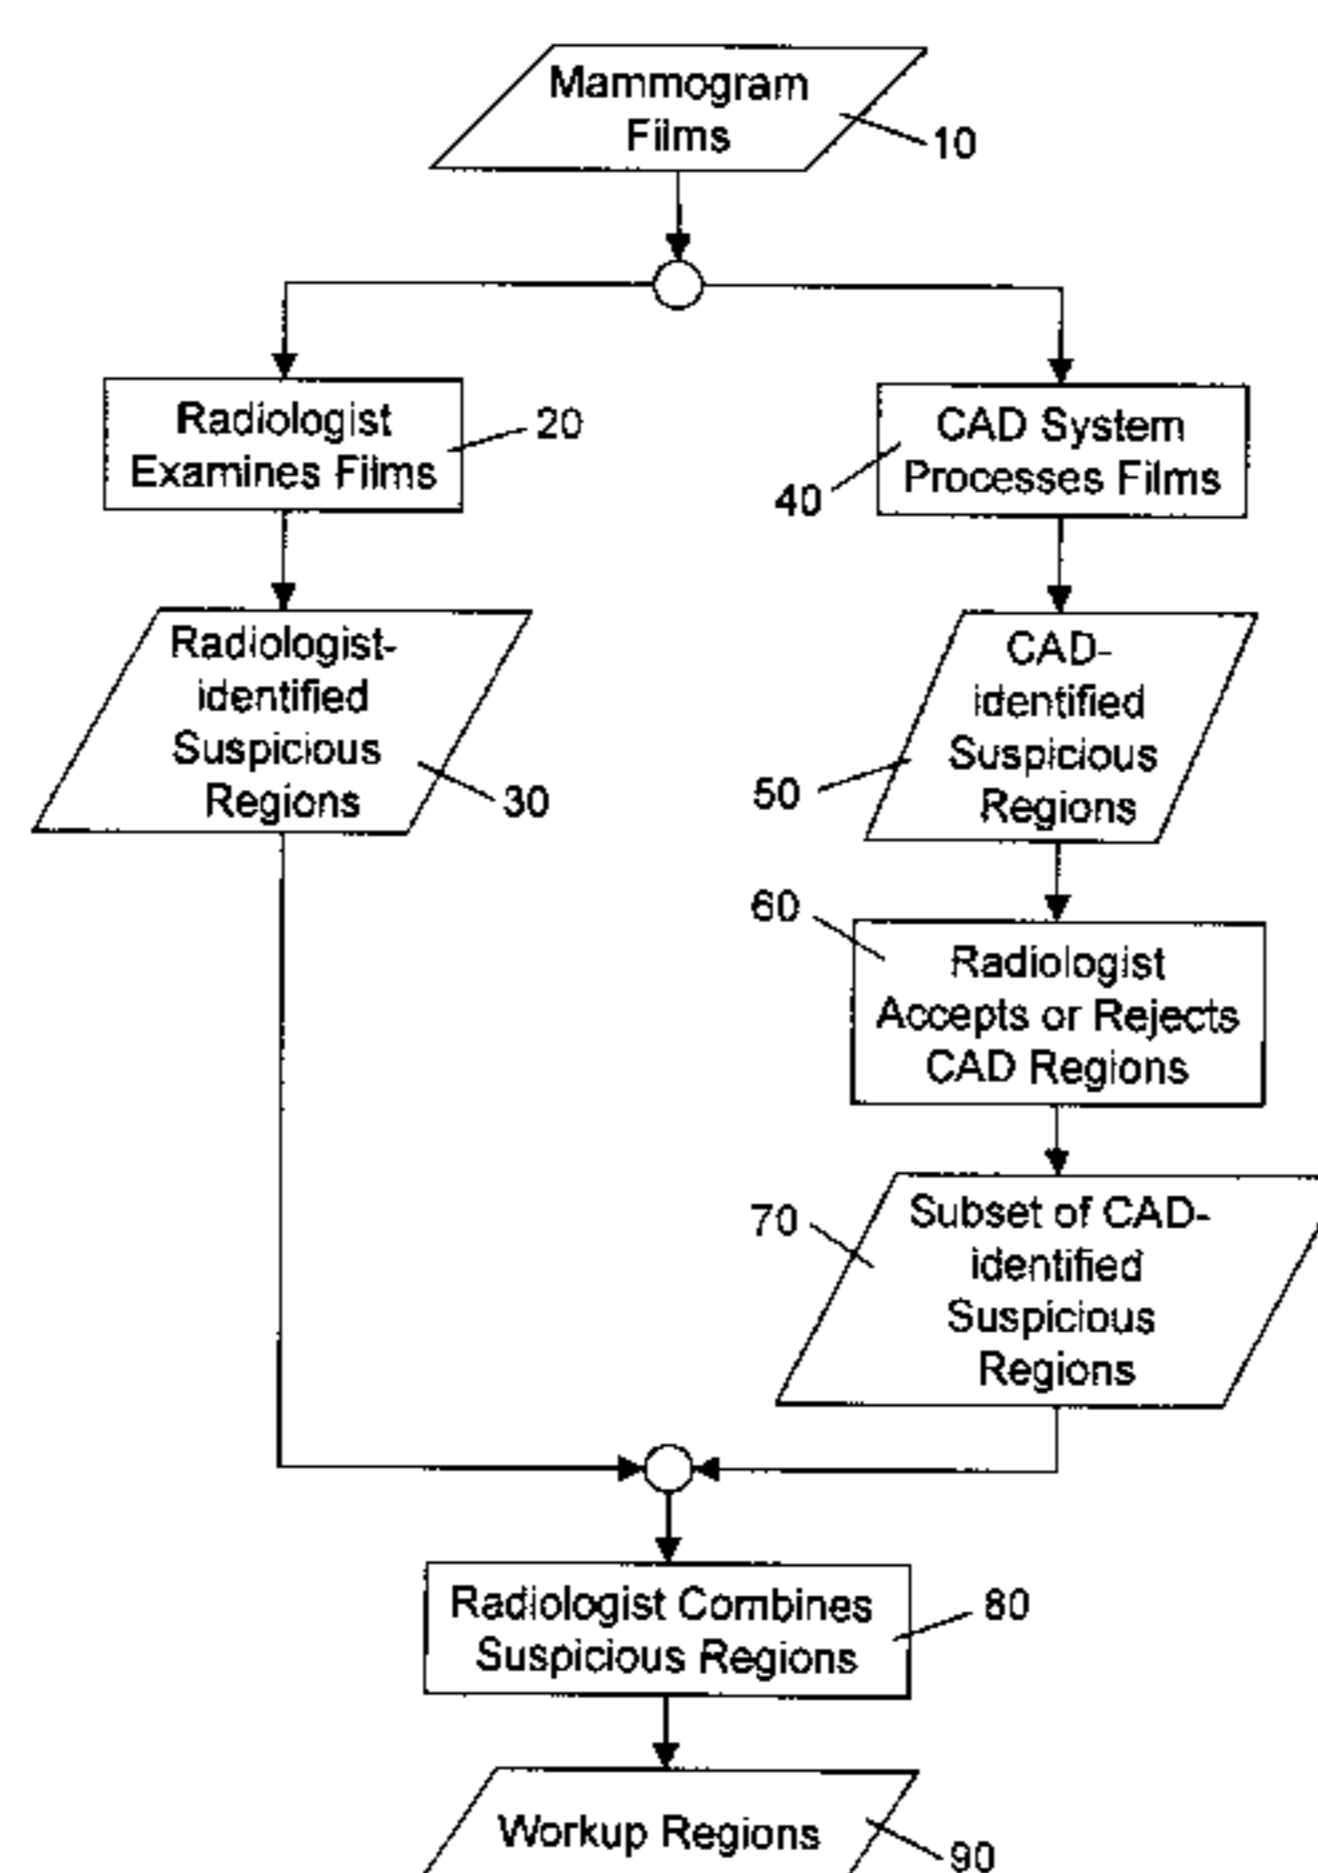 Mammogram
Films
10
Radiologist
Examines Films
20
CAD System
Processes Films
40
Radiologist-
identified
Suspicious
Regions
30
CAD-
identified
Suspicious
Regions
50
60
Radiologist
Accepts or Rejects
CAD Regions
70
Subset of CAD-
identified
Suspicious
Regions
Radiologist Combines
Suspicious Regions
80
Workup Regions
90